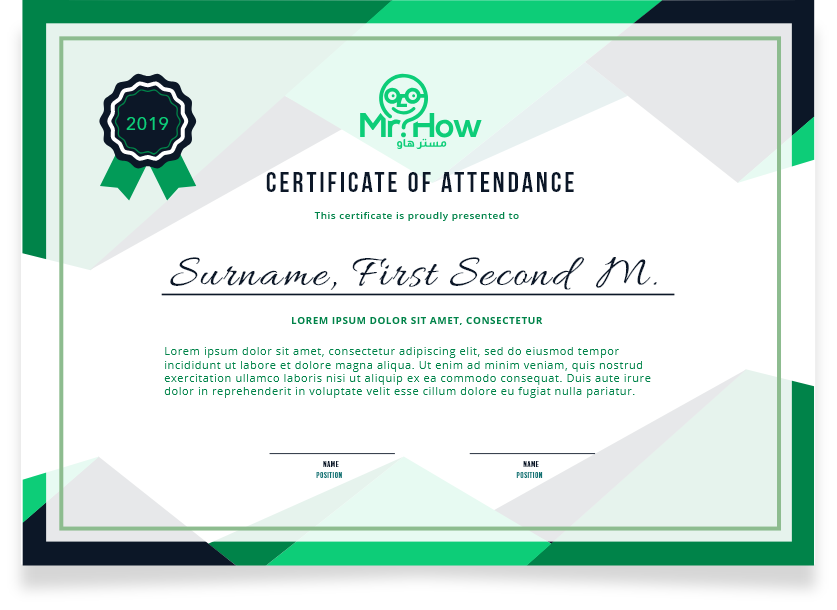 2019
Mr.How
مستر هاو
CERTIFICATE OF ATTENDANCE
This certificate is proudly presented to
Surname, First Second M.
LOREM IPSUM DOLOR SIT AMET, CONSECTETUR
Lorem ipsum dolor sit amet, consectetur adipiscing elit, sed do eiusmod tempor
incididunt ut labore et dolore magna aliqua. Ut enim ad minim veniam, quis nostrud
exercitation ullamco laboris nisi ut aliquip ex ea commodo consequat. Duis aute irure
dolor in reprehenderit in voluptate velit esse cillum dolore eu fugiat nulla pariatur.
NAME NAME
POSITION POSITION